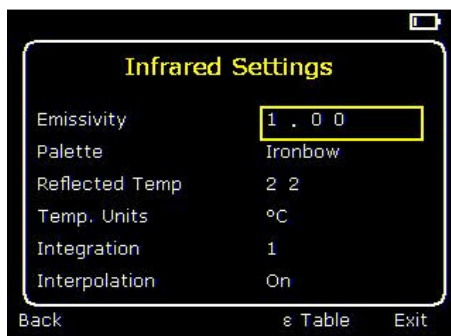 Infrared Settings
Emissivity 1 . 0 0
Palette Ironbow
Reflected Temp 2 2
Temp. Units °C
Integration 1
Interpolation On
Back ε Table Exit